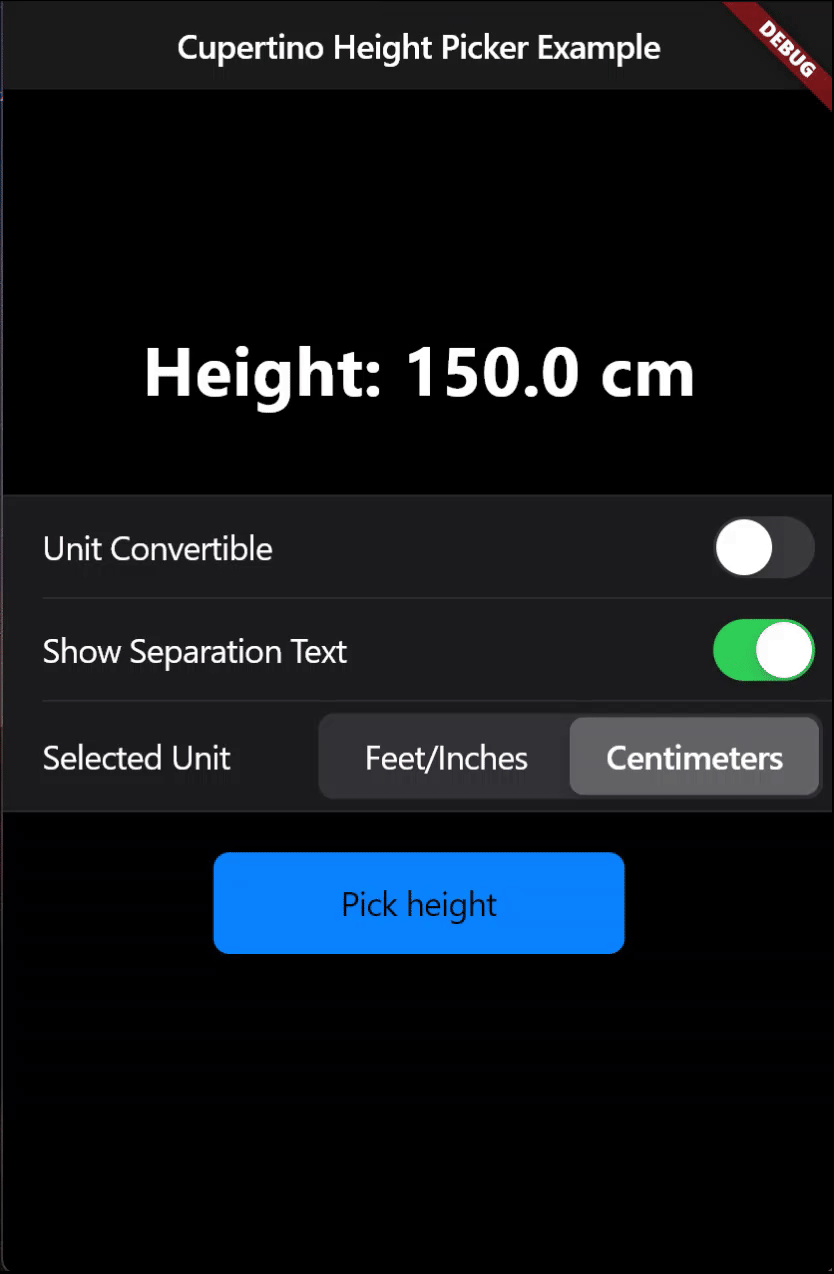 Cupertino Height Picker Example
DEBUG
Height: 150.0 cm
Unit Convertible
Show Separation Text
Selected Unit
Feet/Inches
Centimeters
Pick height